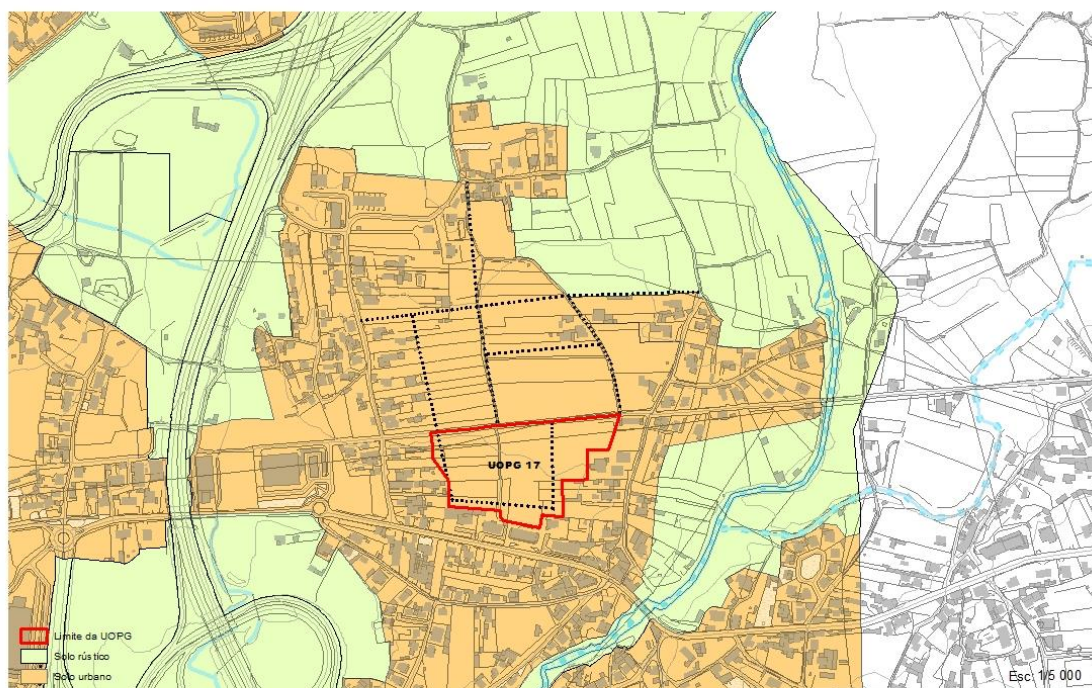 UOPG 17
Limite da UOPG
Solo rústico
Solo urbano
Esc: 1/5 000